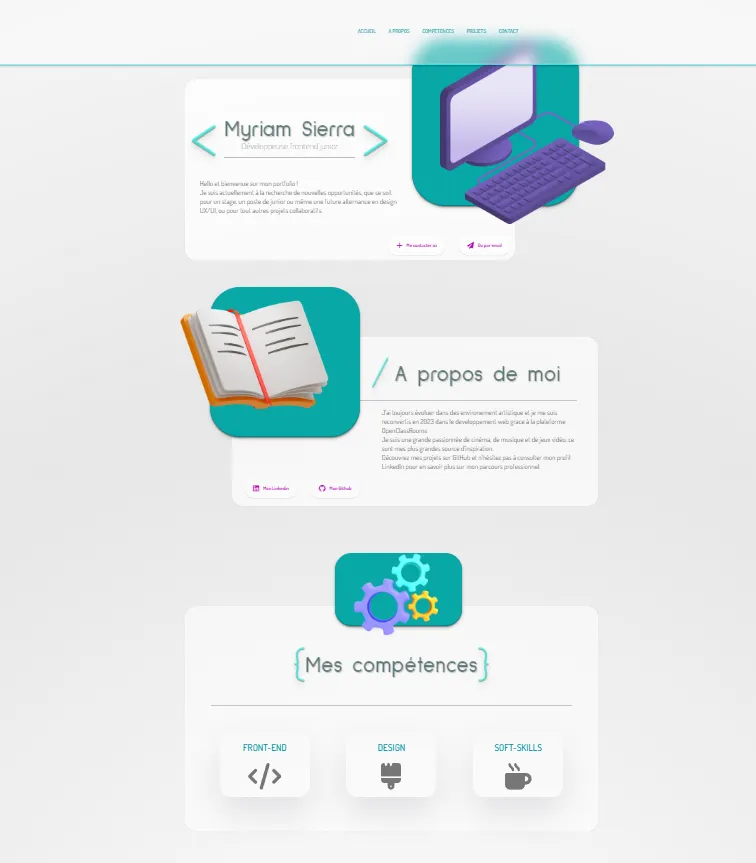 ACCUEIL A PROPOS COMPÉTENCES PROJETS CONTACT
Myriam Sierra
Développeuse frontend junior
Hello et bienvenue sur mon portfolio !
Je suis actuellement à la recherche de nouvelles opportunités, que ce soit
pour un stage, un poste de junior ou même une future alternance en design
UX/UI, ou pour tout autres projets collaboratifs.
Me contacter ici Ou par email
/ A propos de moi
J'ai toujours évoluer dans des environement artistique et je me suis
reconvertis en 2023 dans le developpement web grâce à la plateforme
OpenClassRooms
Je suis une grande passionnée de cinéma, de musique et de jeux vidéo, ce
sont mes plus grandes source d'inspiration.
Découvrez mes projets sur GitHub et n'hésitez pas à consulter mon profil
LinkedIn pour en savoir plus sur mon parcours professionnel.
Mon Linkedin Mon Github
{Mes compétences}
FRONT-END DESIGN SOFT-SKILLS